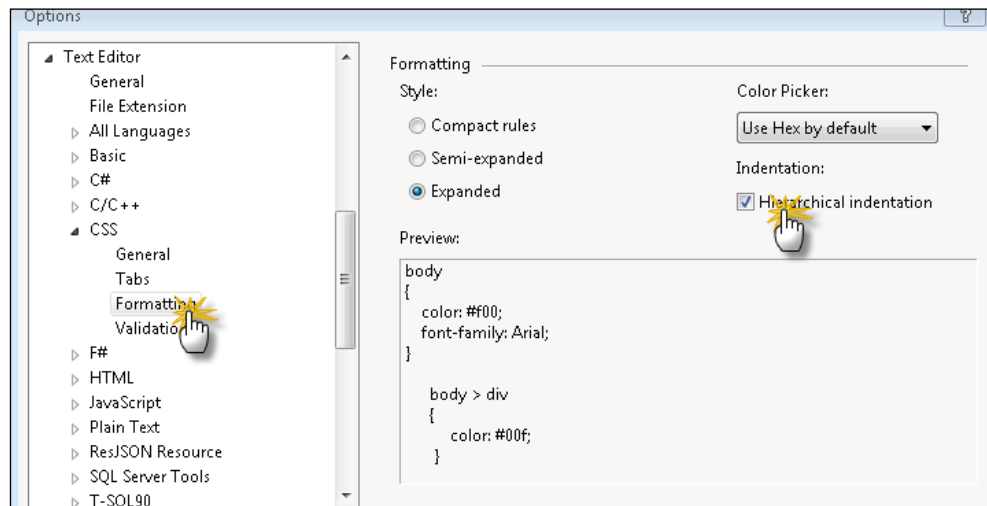 Options
?
Text Editor
General
File Extension
All Languages
Basic
C#
C/C++
CSS
General
Tabs
Formatting
Validation
F#
HTML
JavaScript
Plain Text
ResJSON Resource
SQL Server Tools
T-SQL90
Formatting
Style:
Compact rules
Semi-expanded
Expanded
Color Picker:
Use Hex by default
Indentation:
Hierarchical indentation
Preview:
body
{
color: #f00;
font-family: Arial;
}
body > div
{
color: #00f;
}